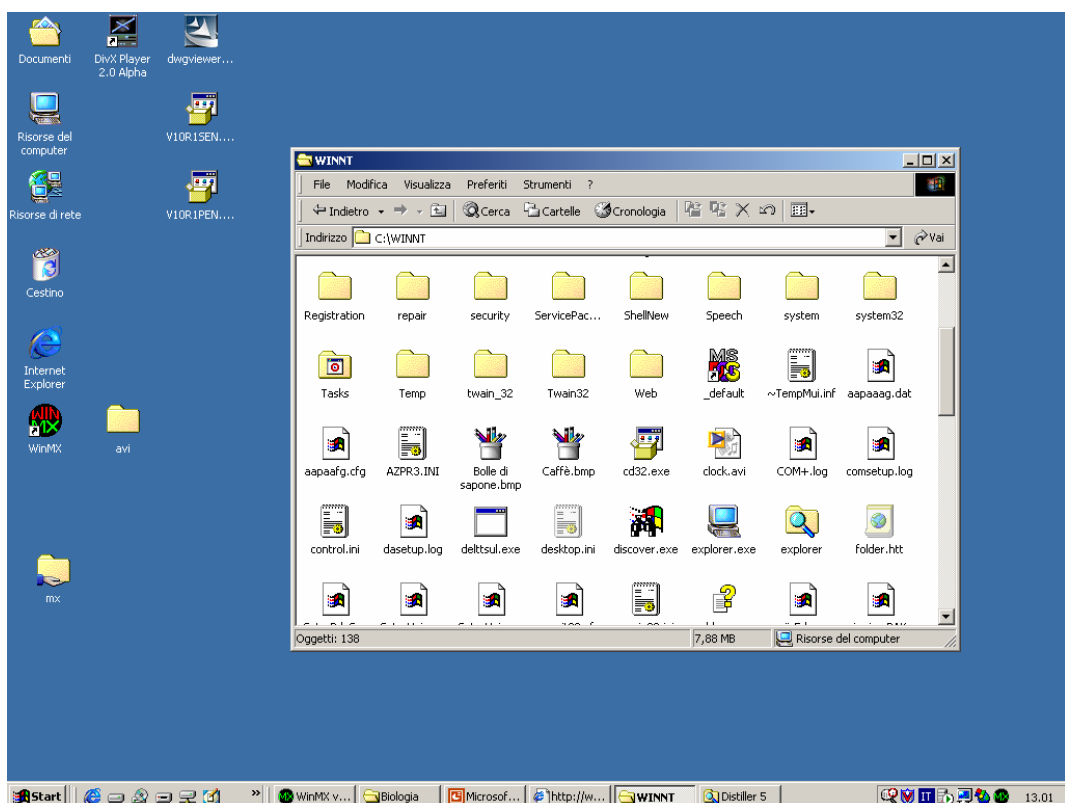 Documenti
DivX Player
2.0 Alpha
dwgviewer...
Risorse del
computer
V10R1SEN....
Risorse di rete
V10R1PEN....
Cestino
Internet
Explorer
WinMX
avi
mx
WINNT
File Modifica Visualizza Preferiti Strumenti ?
Indietro Cerca Cartelle Cronologia
Indirizzo C:\WINNT Vai
Registration repair security ServicePac... ShellNew Speech system system32
Tasks Temp twain_32 Twain32 Web _default ~TempMui.inf aapaaag.dat
aapaafg.cfg AZPR3.INI Bolle di
sapone.bmp Caffè.bmp cd32.exe clock.avi COM+.log comsetup.log
control.ini dasetup.log delttsul.exe desktop.ini discover.exe explorer.exe explorer folder.htt
Oggetti: 138 7,88 MB Risorse del computer
Start » WinMX v... Biologia Microsof... http://w... WINNT Distiller 5 IT 13.01